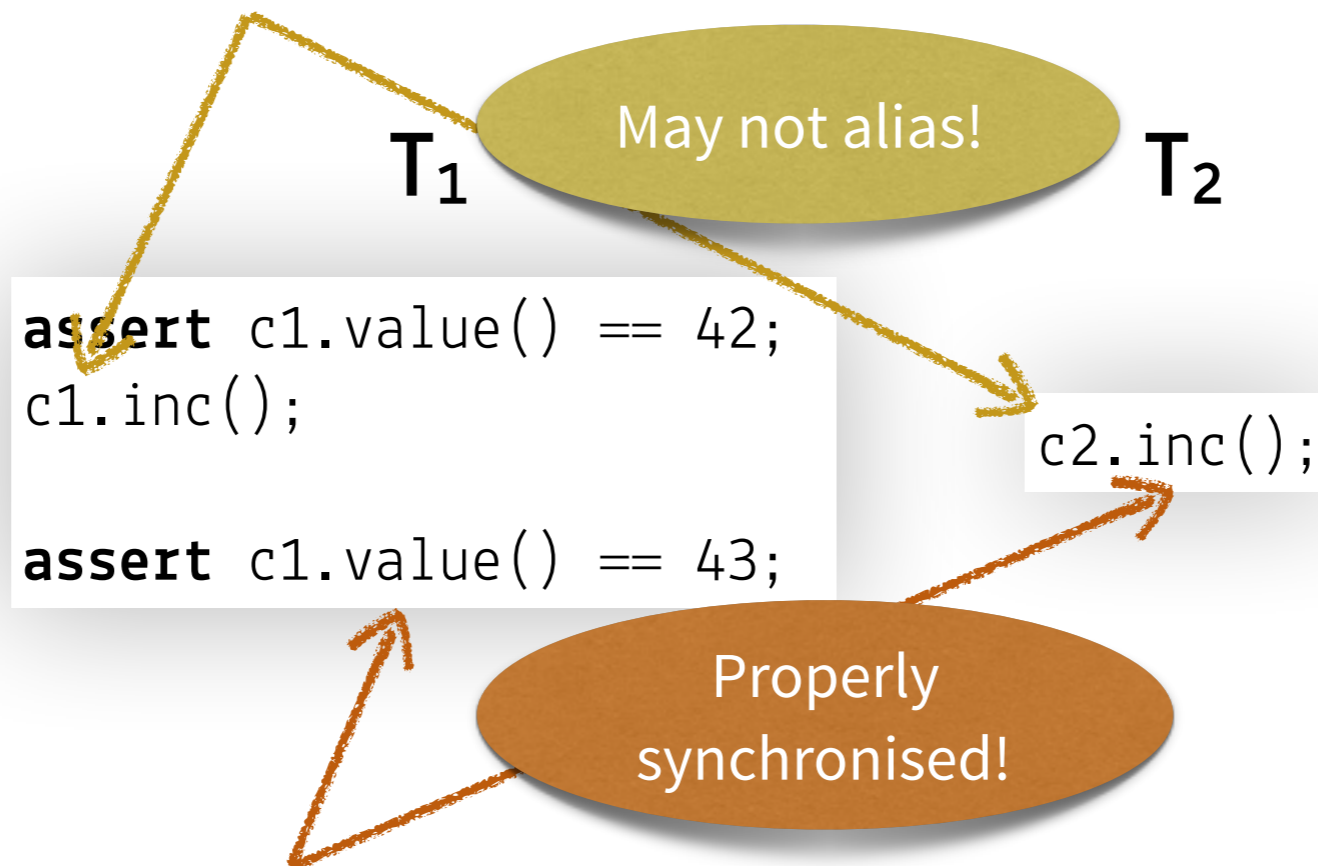 May not alias!
T₁
T₂
assert c1.value() == 42;
c1.inc();
c2.inc();
assert c1.value() == 43;
Properly
synchronised!